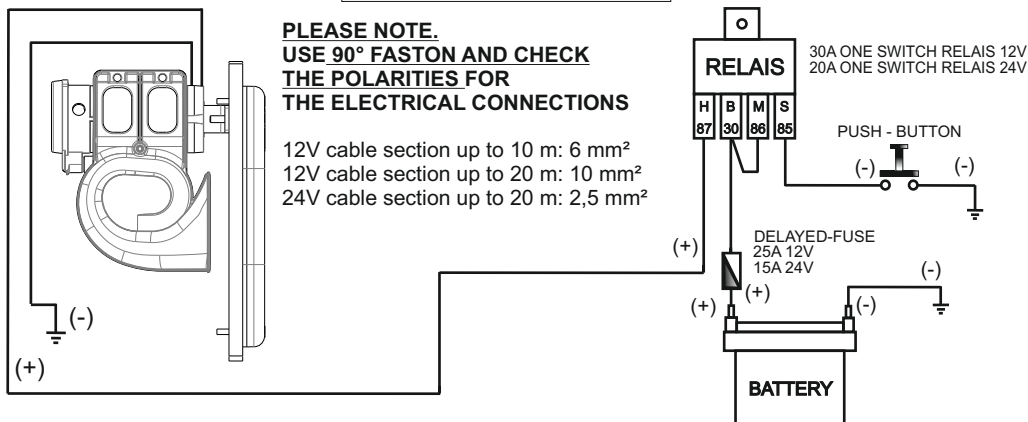 PLEASE NOTE.
USE 90° FASTON AND CHECK
THE POLARITIES FOR
THE ELECTRICAL CONNECTIONS
12V cable section up to 10 m: 6 mm²
12V cable section up to 20 m: 10 mm²
24V cable section up to 20 m: 2,5 mm²
(-)
(+)
RELAIS
H B M S
87 30 86 85
30A ONE SWITCH RELAIS 12V
20A ONE SWITCH RELAIS 24V
PUSH - BUTTON
(-) (-)
(+)
DELAYED-FUSE
25A 12V
15A 24V
(+) (+)
(-)
(-)
BATTERY